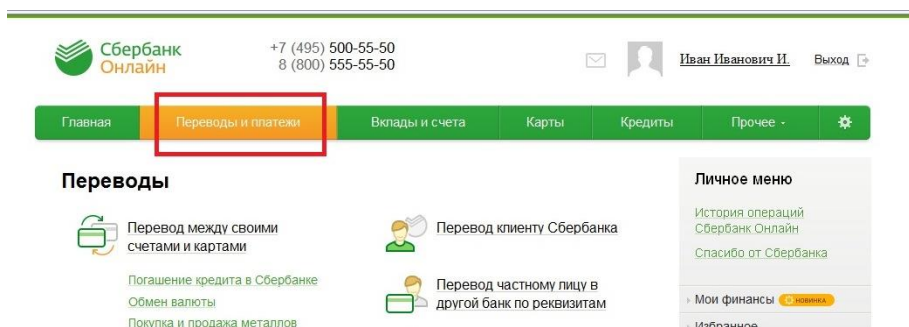 Сбербанк
Онлайн
+7 (495) 500-55-50
8 (800) 555-55-50
Иван Иванович И.
Выход
Главная
Переводы и платежи
Вклады и счета
Карты
Кредиты
Прочее
Переводы
Перевод между своими
счетами и картами
Погашение кредита в Сбербанке
Обмен валюты
Покупка и продажа металлов
Перевод клиенту Сбербанка
Перевод частному лицу в
другой банк по реквизитам
Личное меню
История операций
Сбербанк Онлайн
Спасибо от Сбербанка
Мои финансы НОВИНКА
Избранное